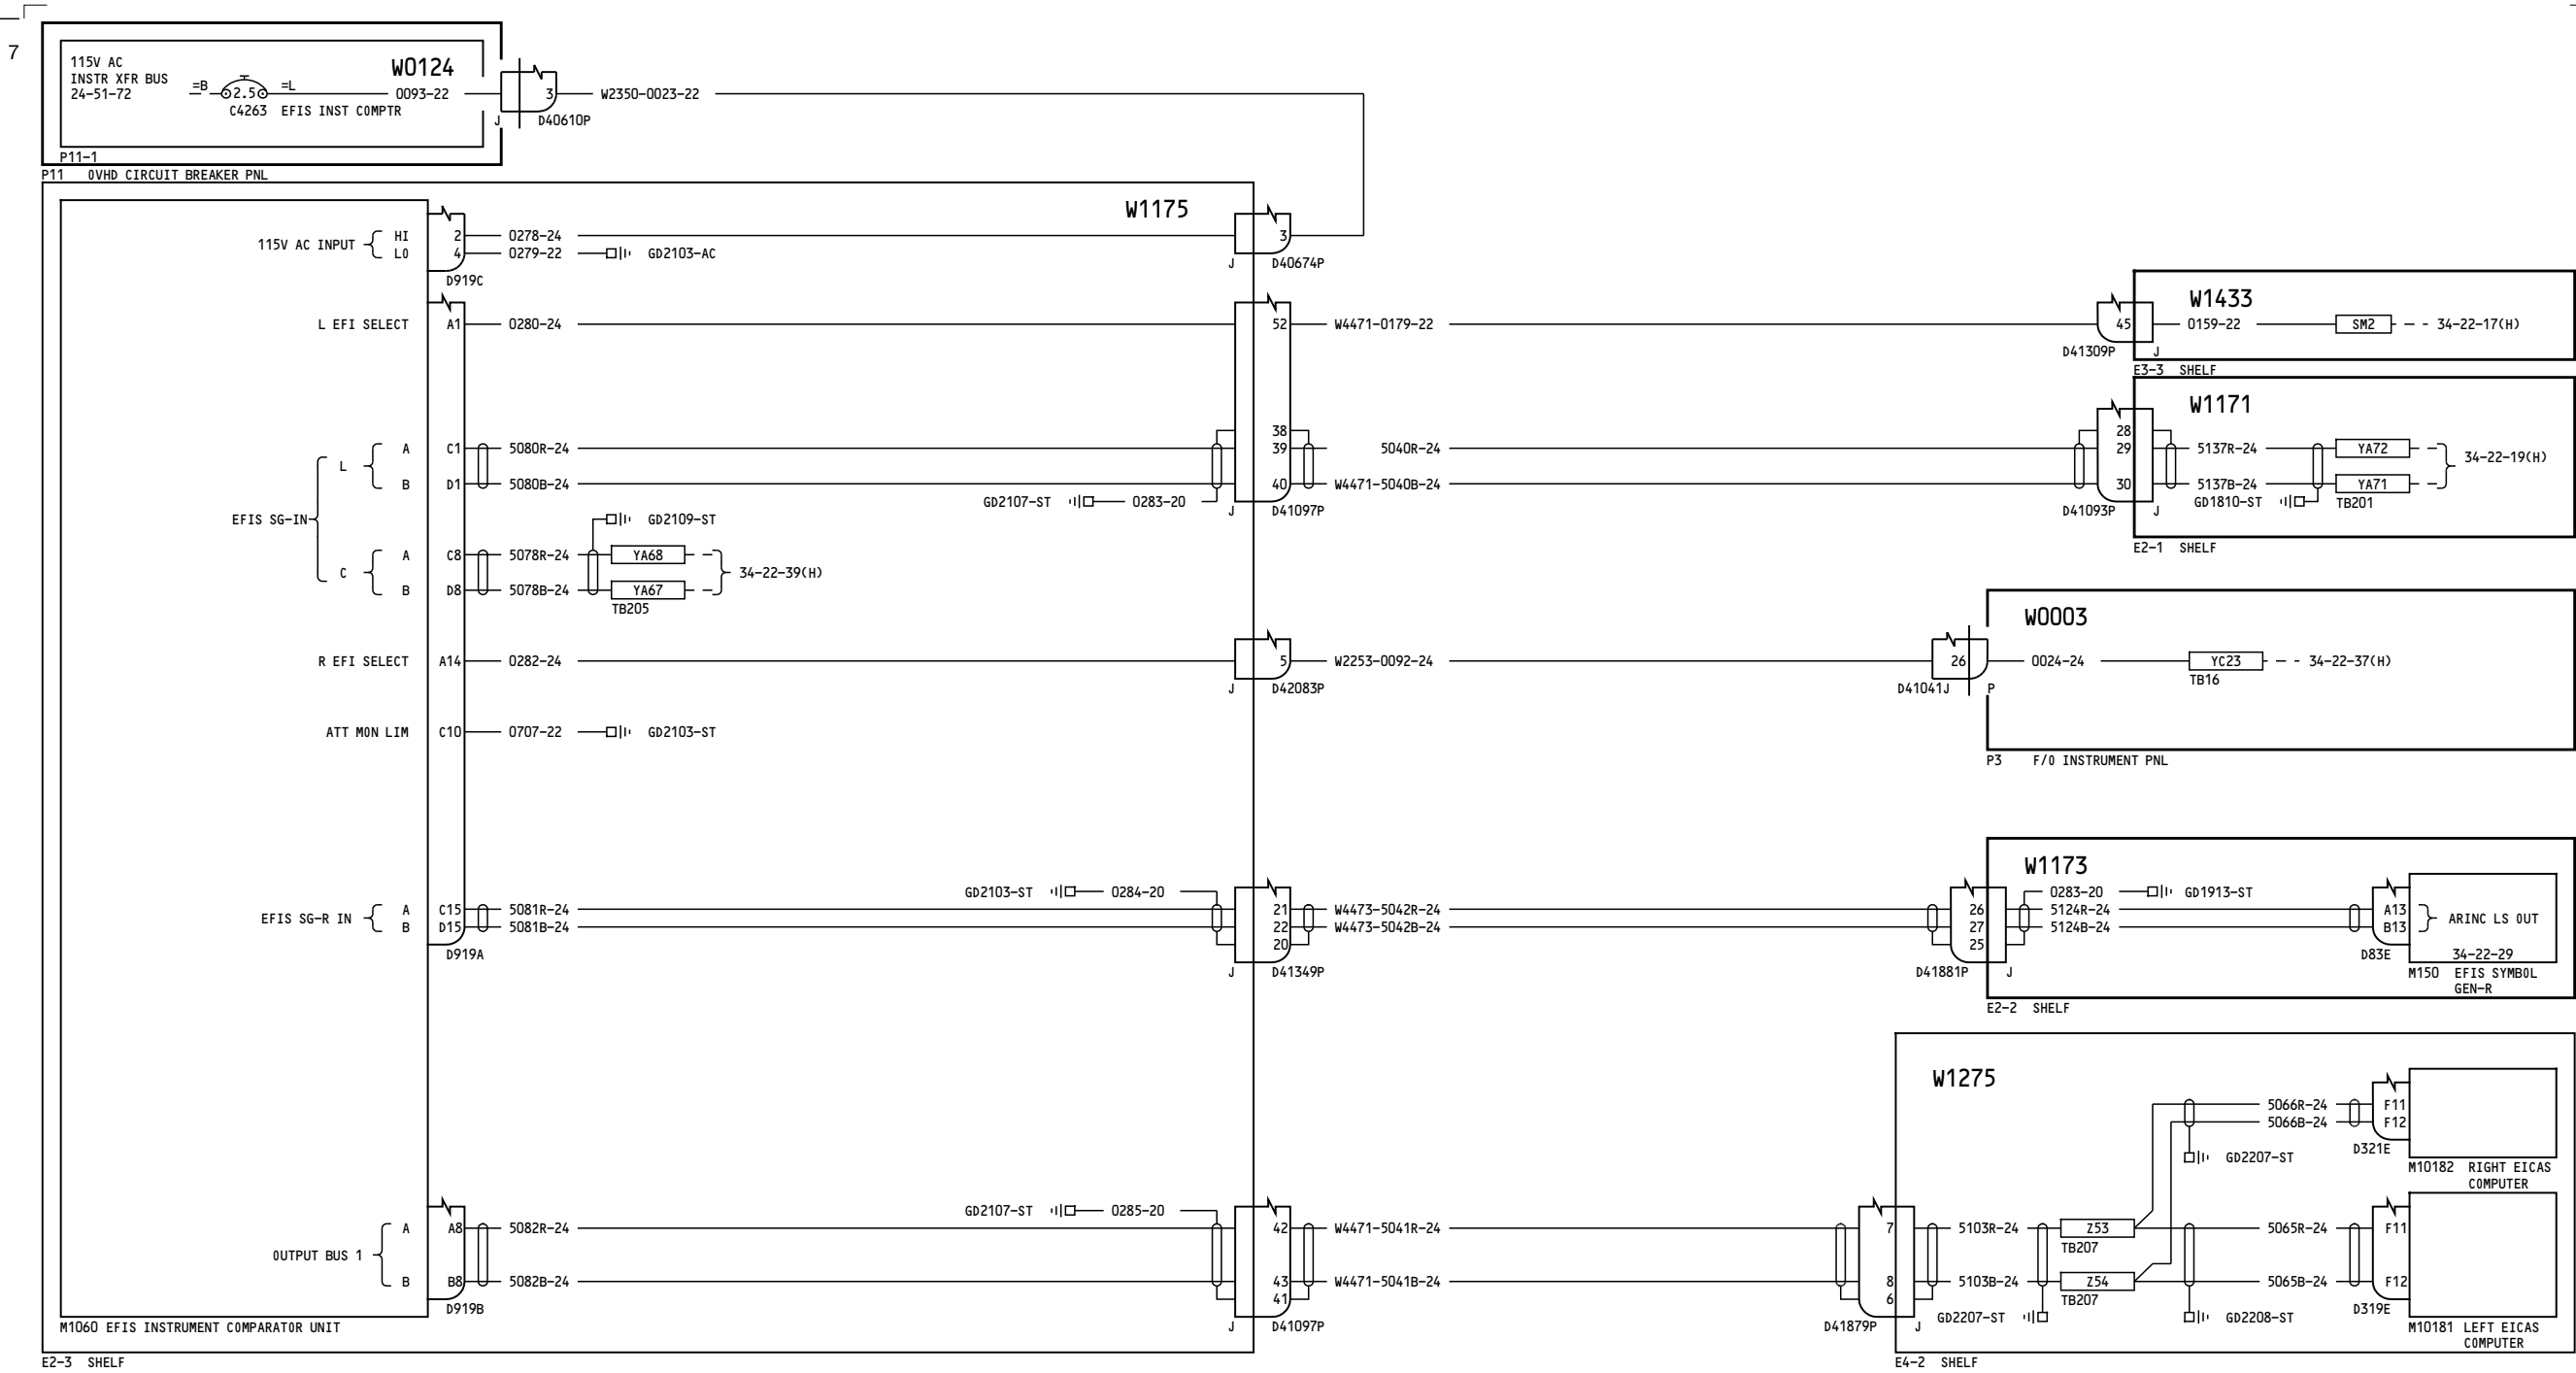 7
115V AC
INSTR XFR BUS
24-51-72
=B
2.5
=L
C4263 EFIS INST COMPTR
W0124
0093-22
3
J
D40610P
W2350-0023-22
P11-1
P11 OVHD CIRCUIT BREAKER PNL
W1175
115V AC INPUT
HI
LO
2
4
0278-24
0279-22
GD2103-AC
D919C
3
J
D40674P
L EFI SELECT
A1
0280-24
52
W4471-0179-22
45
D41309P
J
W1433
0159-22
SM2
34-22-17(H)
E3-3 SHELF
EFIS SG-IN
L
A
B
C1
D1
5080R-24
5080B-24
GD2107-ST
0283-20
38
39
40
J
D41097P
5040R-24
W4471-5040B-24
28
29
30
D41093P
J
W1171
5137R-24
5137B-24
GD1810-ST
YA72
YA71
TB201
34-22-19(H)
E2-1 SHELF
C
A
B
C8
D8
GD2109-ST
5078R-24
5078B-24
YA68
YA67
TB205
34-22-39(H)
R EFI SELECT
A14
0282-24
5
J
D42083P
W2253-0092-24
26
D41041J
P
W0003
0024-24
YC23
TB16
34-22-37(H)
P3 F/O INSTRUMENT PNL
ATT MON LIM
C10
0707-22
GD2103-ST
EFIS SG-R IN
A
B
C15
D15
D919A
5081R-24
5081B-24
GD2103-ST
0284-20
21
22
20
J
D41349P
W4473-5042R-24
W4473-5042B-24
26
27
25
D41881P
J
W1173
0283-20
GD1913-ST
5124R-24
5124B-24
A13
B13
D83E
ARINC LS OUT
34-22-29
M150 EFIS SYMBOL
GEN-R
E2-2 SHELF
OUTPUT BUS 1
A
B
A8
B8
D919B
5082R-24
5082B-24
GD2107-ST
0285-20
42
43
41
J
D41097P
W4471-5041R-24
W4471-5041B-24
7
8
6
D41879P
J
W1275
5103R-24
5103B-24
GD2207-ST
Z53
TB207
Z54
TB207
5066R-24
5066B-24
GD2207-ST
F11
F12
D321E
M10182 RIGHT EICAS
COMPUTER
5065R-24
5065B-24
GD2208-ST
F11
F12
D319E
M10181 LEFT EICAS
COMPUTER
M1060 EFIS INSTRUMENT COMPARATOR UNIT
E2-3 SHELF
E4-2 SHELF